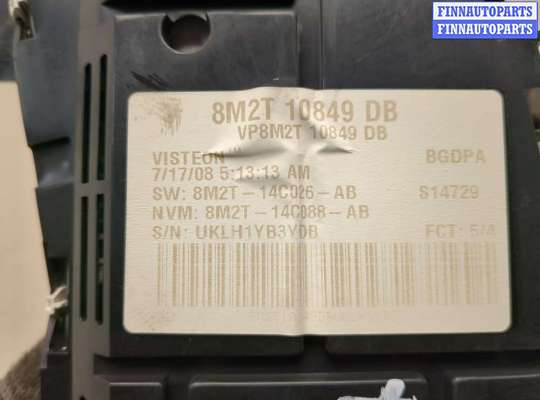 FINNAUTOPARTS
FINNAUTOPARTS
8M2T 10849 DB
VP8M2T 10849 DB
VISTEON BGDPA
7/17/08 5:13:13 AM
SW: 8M2T-14C026-AB S14729
NVM: 8M2T-14C088-AB
S/N: UKLH1YB3YDB FCT: 5/4